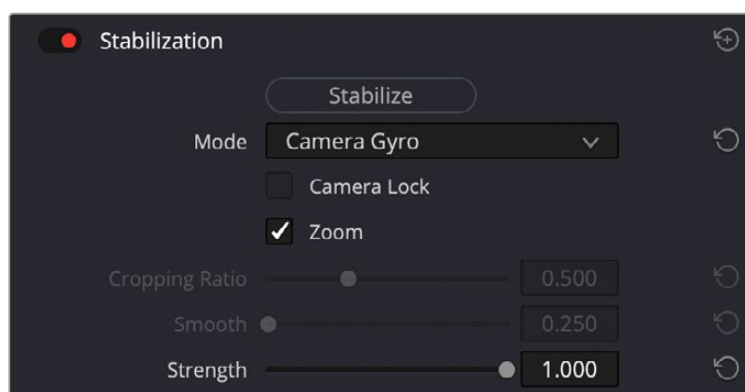 Stabilization
Stabilize
Mode Camera Gyro
Camera Lock
Zoom
Cropping Ratio 0.500
Smooth 0.250
Strength 1.000